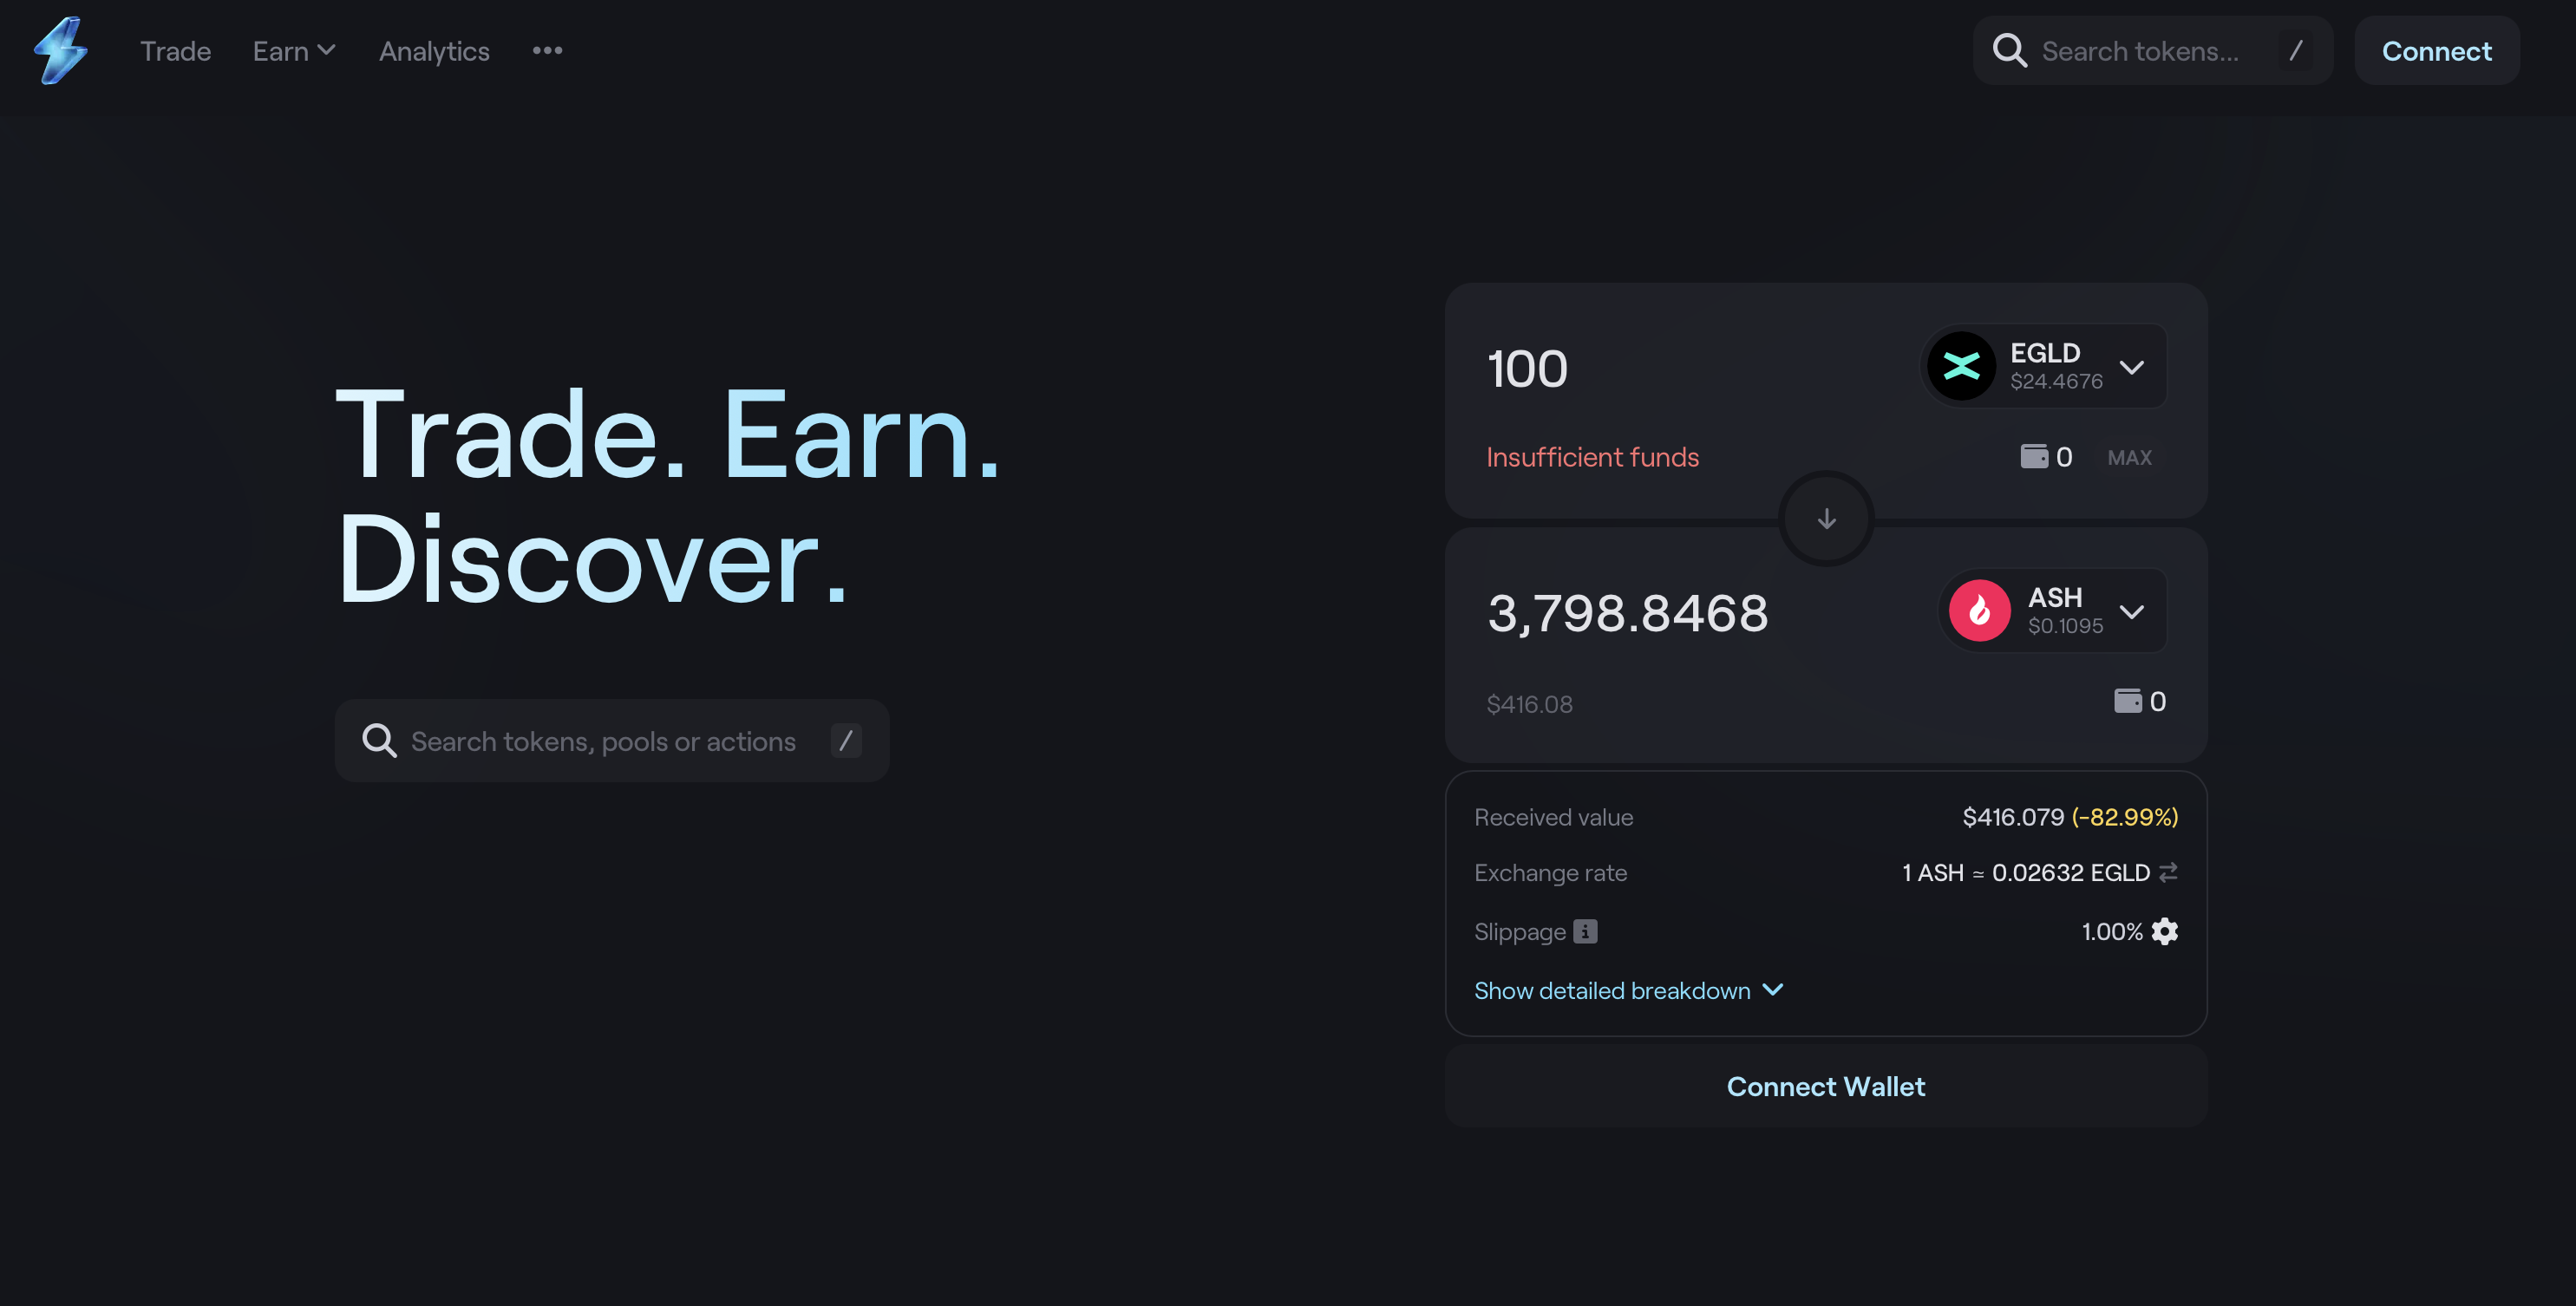 Trade Earn Analytics •••
Search tokens... / Connect
Trade. Earn.
Discover.
Search tokens, pools or actions /
100 EGLD
$24.4676
Insufficient funds 0 MAX
3,798.8468 ASH
$0.1095
$416.08 0
Received value $416.079 (-82.99%)
Exchange rate 1 ASH ≈ 0.02632 EGLD
Slippage i 1.00%
Show detailed breakdown
Connect Wallet